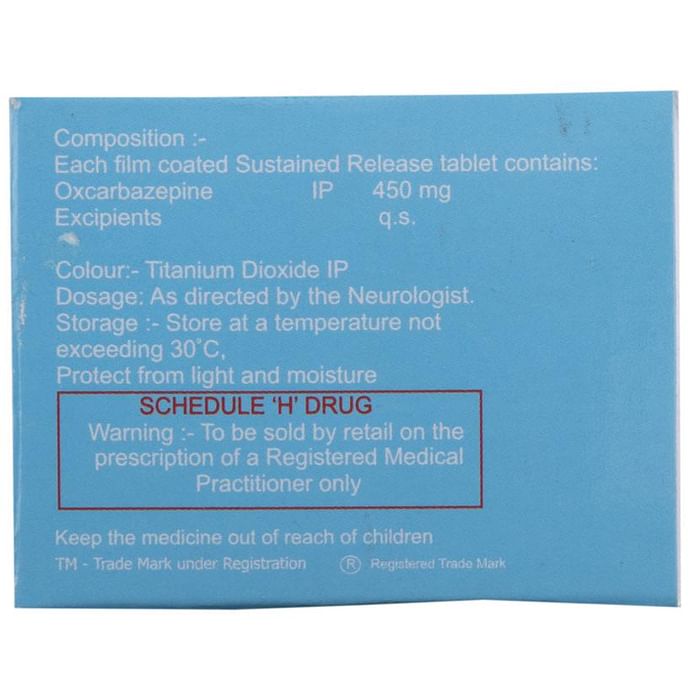 Composition :-
Each film coated Sustained Release tablet contains:
Oxcarbazepine IP 450 mg
Excipients q.s.
Colour:- Titanium Dioxide IP
Dosage: As directed by the Neurologist.
Storage :- Store at a temperature not
exceeding 30°C,
Protect from light and moisture
SCHEDULE 'H' DRUG
Warning :- To be sold by retail on the
prescription of a Registered Medical
Practitioner only
Keep the medicine out of reach of children
TM - Trade Mark under Registration ® Registered Trade Mark